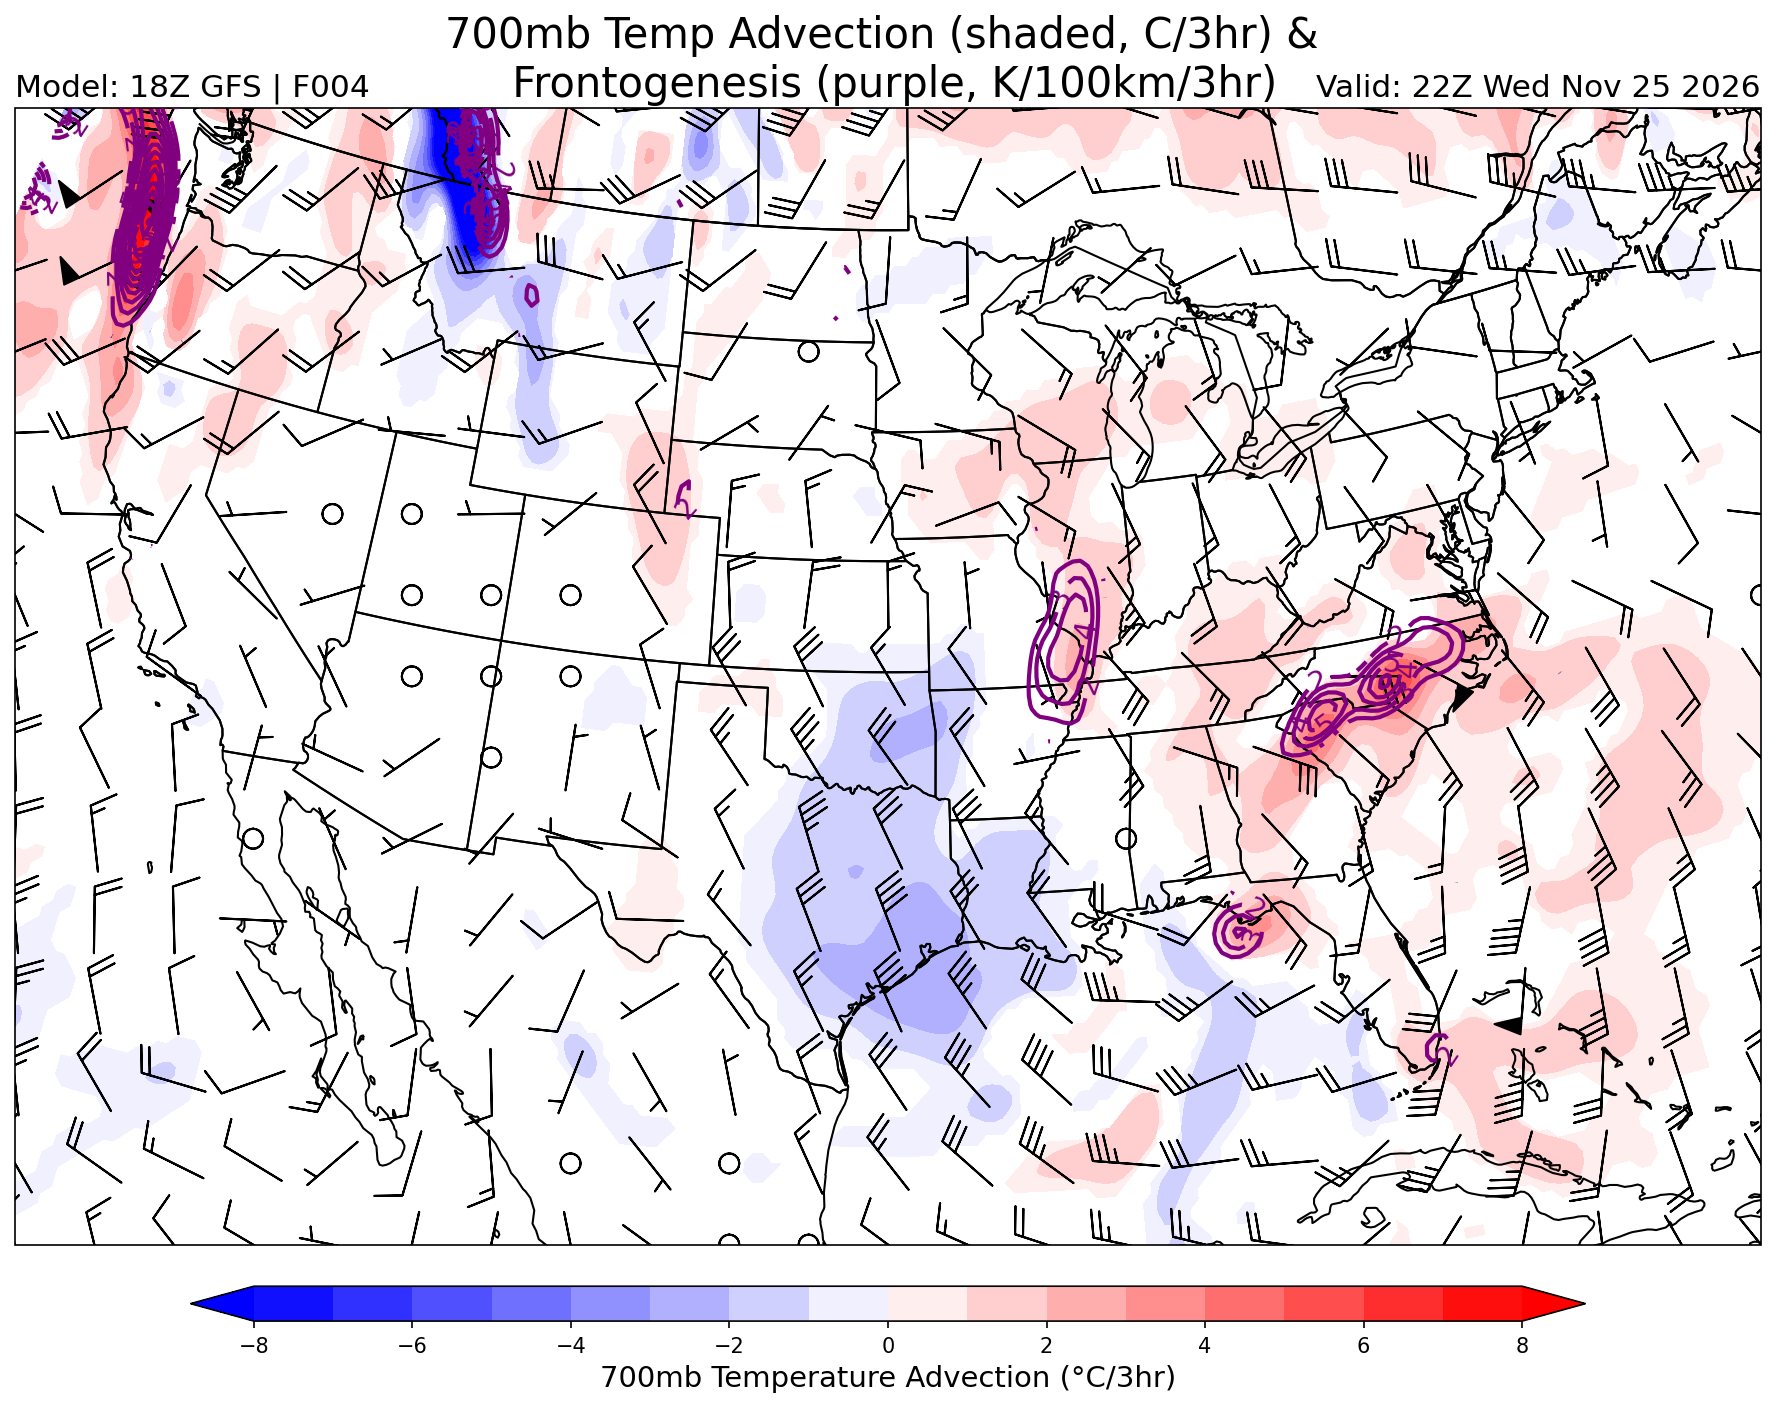 700mb Temp Advection (shaded, C/3hr) &
Model: 18Z GFS | F004 Frontogenesis (purple, K/100km/3hr) Valid: 22Z Wed Nov 25 2026
−8 −6 −4 −2 0 2 4 6 8
700mb Temperature Advection (°C/3hr)